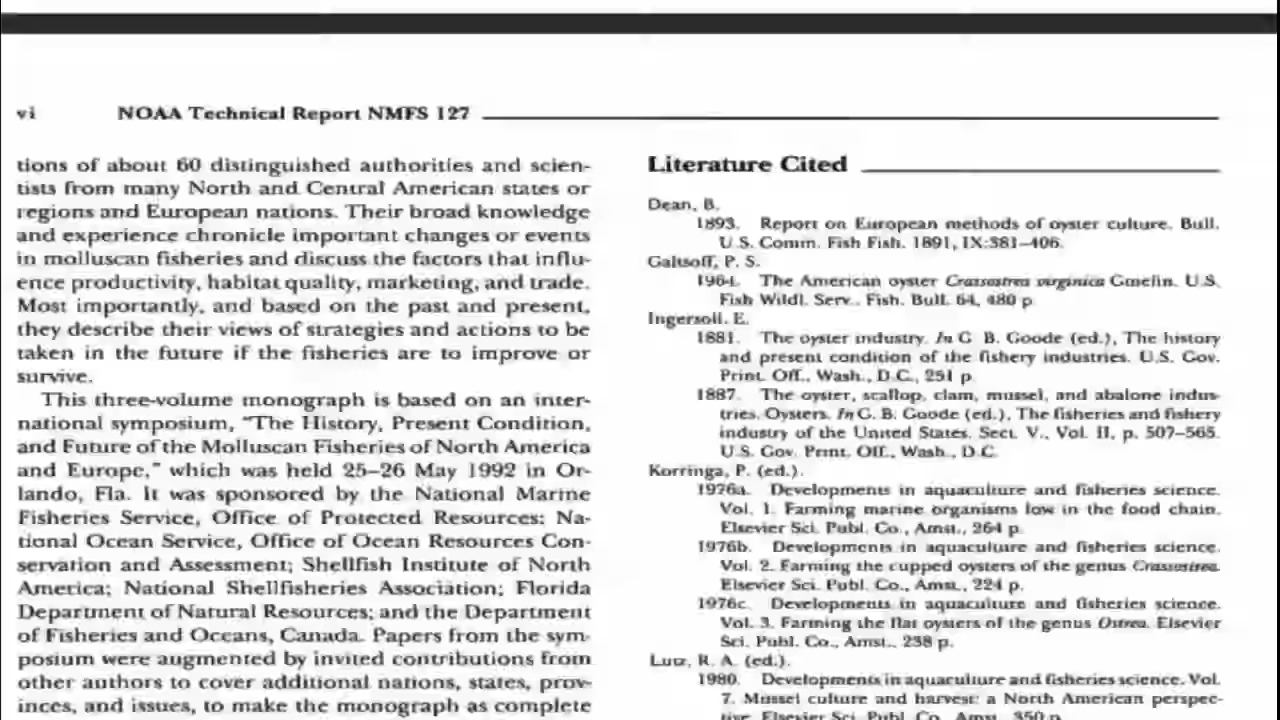 vi NOAA Technical Report NMFS 127
tions of about 60 distinguished authorities and scien-
tists from many North and Central American states or
regions and European nations. Their broad knowledge
and experience chronicle important changes or events
in molluscan fisheries and discuss the factors that influ-
ence productivity, habitat quality, marketing, and trade.
Most importantly, and based on the past and present,
they describe their views of strategies and actions to be
taken in the future if the fisheries are to improve or
survive.
This three-volume monograph is based on an inter-
national symposium, "The History, Present Condition,
and Future of the Molluscan Fisheries of North America
and Europe," which was held 25–26 May 1992 in Or-
lando, Fla. It was sponsored by the National Marine
Fisheries Service, Office of Protected Resources; Na-
tional Ocean Service, Office of Ocean Resources Con-
servation and Assessment; Shellfish Institute of North
America; National Shellfisheries Association; Florida
Department of Natural Resources; and the Department
of Fisheries and Oceans, Canada. Papers from the sym-
posium were augmented by invited contributions from
other authors to cover additional nations, states, prov-
inces, and issues, to make the monograph as complete
Literature Cited
Dean, B.
1893. Report on European methods of oyster culture. Bull.
U.S. Comm. Fish Fish. 1891, IX:381–406.
Galtsoff, P. S.
1964. The American oyster Crassostrea virginica Gmelin. U.S.
Fish Wildl. Serv., Fish. Bull. 64, 480 p.
Ingersoll, E.
1881. The oyster industry. In G. B. Goode (ed.), The history
and present condition of the fishery industries. U.S. Gov.
Print. Off., Wash., D.C., 251 p.
1887. The oyster, scallop, clam, mussel, and abalone indus-
tries. Oysters. In G. B. Goode (ed.), The fisheries and fishery
industry of the United States. Sect. V., Vol. II, p. 507–565.
U.S. Gov. Print. Off., Wash., D.C.
Korringa, P. (ed.).
1976a. Developments in aquaculture and fisheries science.
Vol. 1. Farming marine organisms low in the food chain.
Elsevier Sci. Publ. Co., Amst., 264 p.
1976b. Developments in aquaculture and fisheries science.
Vol. 2. Farming the cupped oysters of the genus Crassostrea.
Elsevier Sci. Publ. Co., Amst., 224 p.
1976c. Developments in aquaculture and fisheries science.
Vol. 3. Farming the flat oysters of the genus Ostrea. Elsevier
Sci. Publ. Co., Amst., 238 p.
Lutz, R. A. (ed.).
1980. Developments in aquaculture and fisheries science. Vol.
7. Mussel culture and harvest: a North American perspec-
tive. Elsevier Sci. Publ. Co., Amst., 350 p.